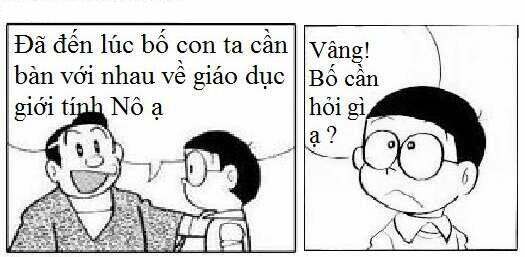 Đã đến lúc bố con ta cần
bàn với nhau về giáo dục
giới tính Nô ạ
Vâng!
Bố cần
hỏi gì
ạ ?